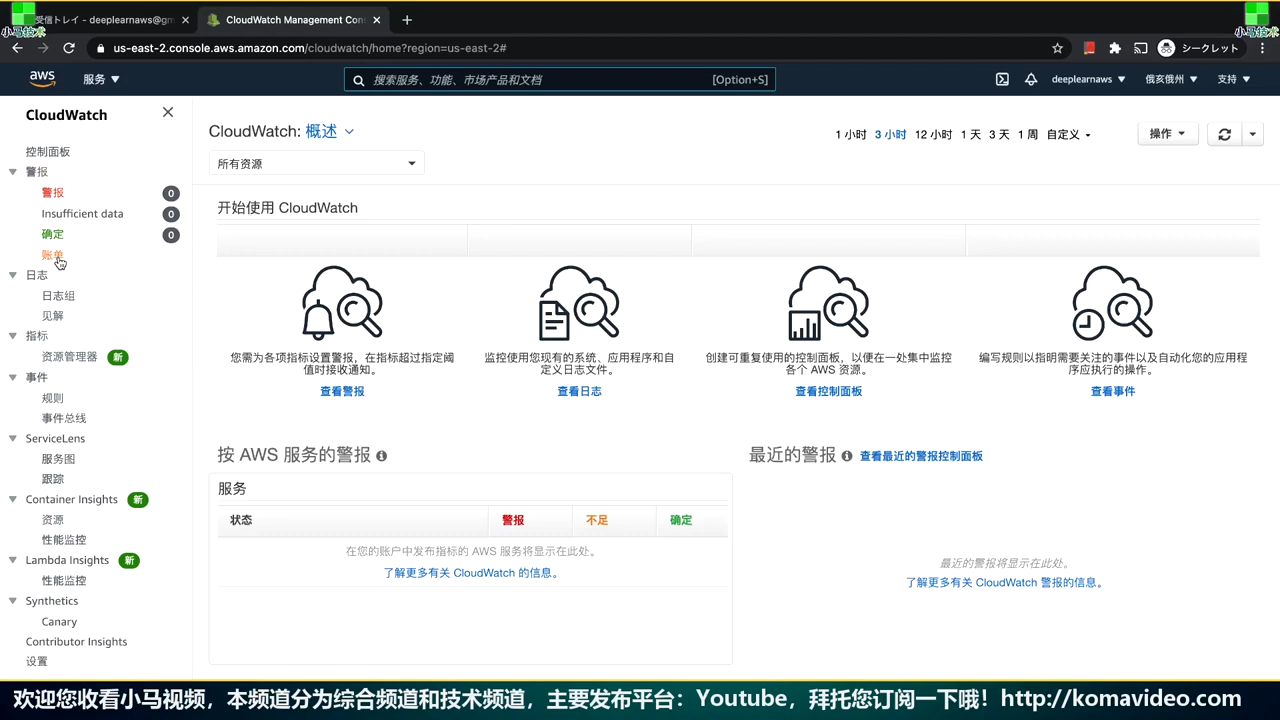 受信トレイ - deeplearnaws@gm
CloudWatch Management Con
小马技术
小马技术
us-east-2.console.aws.amazon.com/cloudwatch/home?region=us-east-2#
シークレット
aws
服务
搜索服务、功能、市场产品和文档
[Option+S]
deeplearnaws
俄亥俄州
支持
CloudWatch
控制面板
警报
警报 0
Insufficient data 0
确定 0
账单
日志
日志组
见解
指标
资源管理器 新
事件
规则
事件总线
ServiceLens
服务图
跟踪
Container Insights 新
资源
性能监控
Lambda Insights 新
性能监控
Synthetics
Canary
Contributor Insights
设置
CloudWatch: 概述
1 小时 3 小时 12 小时 1 天 3 天 1 周 自定义
操作
所有资源
开始使用 CloudWatch
您需为各项指标设置警报，在指标超过指定阈
值时接收通知。
查看警报
监控使用您现有的系统、应用程序和自
定义日志文件。
查看日志
创建可重复使用的控制面板，以便在一处集中监控
各个 AWS 资源。
查看控制面板
编写规则以指明需要关注的事件以及自动化您的应用程
序应执行的操作。
查看事件
按 AWS 服务的警报
服务
状态 警报 不足 确定
在您的账户中发布指标的 AWS 服务将显示在此处。
了解更多有关 CloudWatch 的信息。
最近的警报 查看最近的警报控制面板
最近的警报将显示在此处。
了解更多有关 CloudWatch 警报的信息。
欢迎您收看小马视频，本频道分为综合频道和技术频道，主要发布平台：Youtube，拜托您订阅一下哦！http://komavideo.com